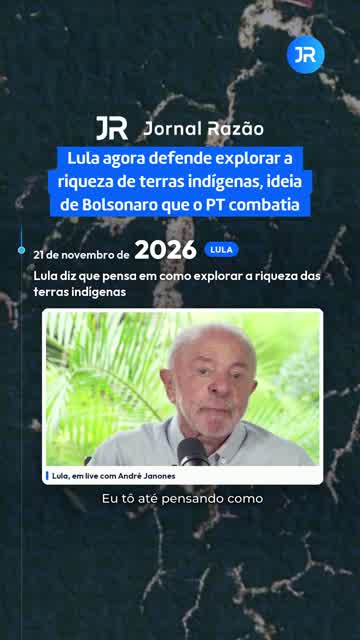 JR
JR Jornal Razão
Lula agora defende explorar a
riqueza de terras indígenas, ideia
de Bolsonaro que o PT combatia
21 de novembro de 2026 LULA
Lula diz que pensa em como explorar a riqueza das
terras indígenas
Lula, em live com André Janones
Eu tô até pensando como